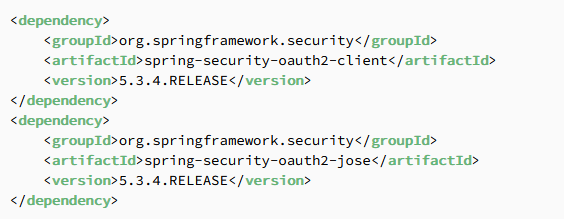 <dependency>
    <groupId>org.springframework.security</groupId>
    <artifactId>spring-security-oauth2-client</artifactId>
    <version>5.3.4.RELEASE</version>
</dependency>
<dependency>
    <groupId>org.springframework.security</groupId>
    <artifactId>spring-security-oauth2-jose</artifactId>
    <version>5.3.4.RELEASE</version>
</dependency>